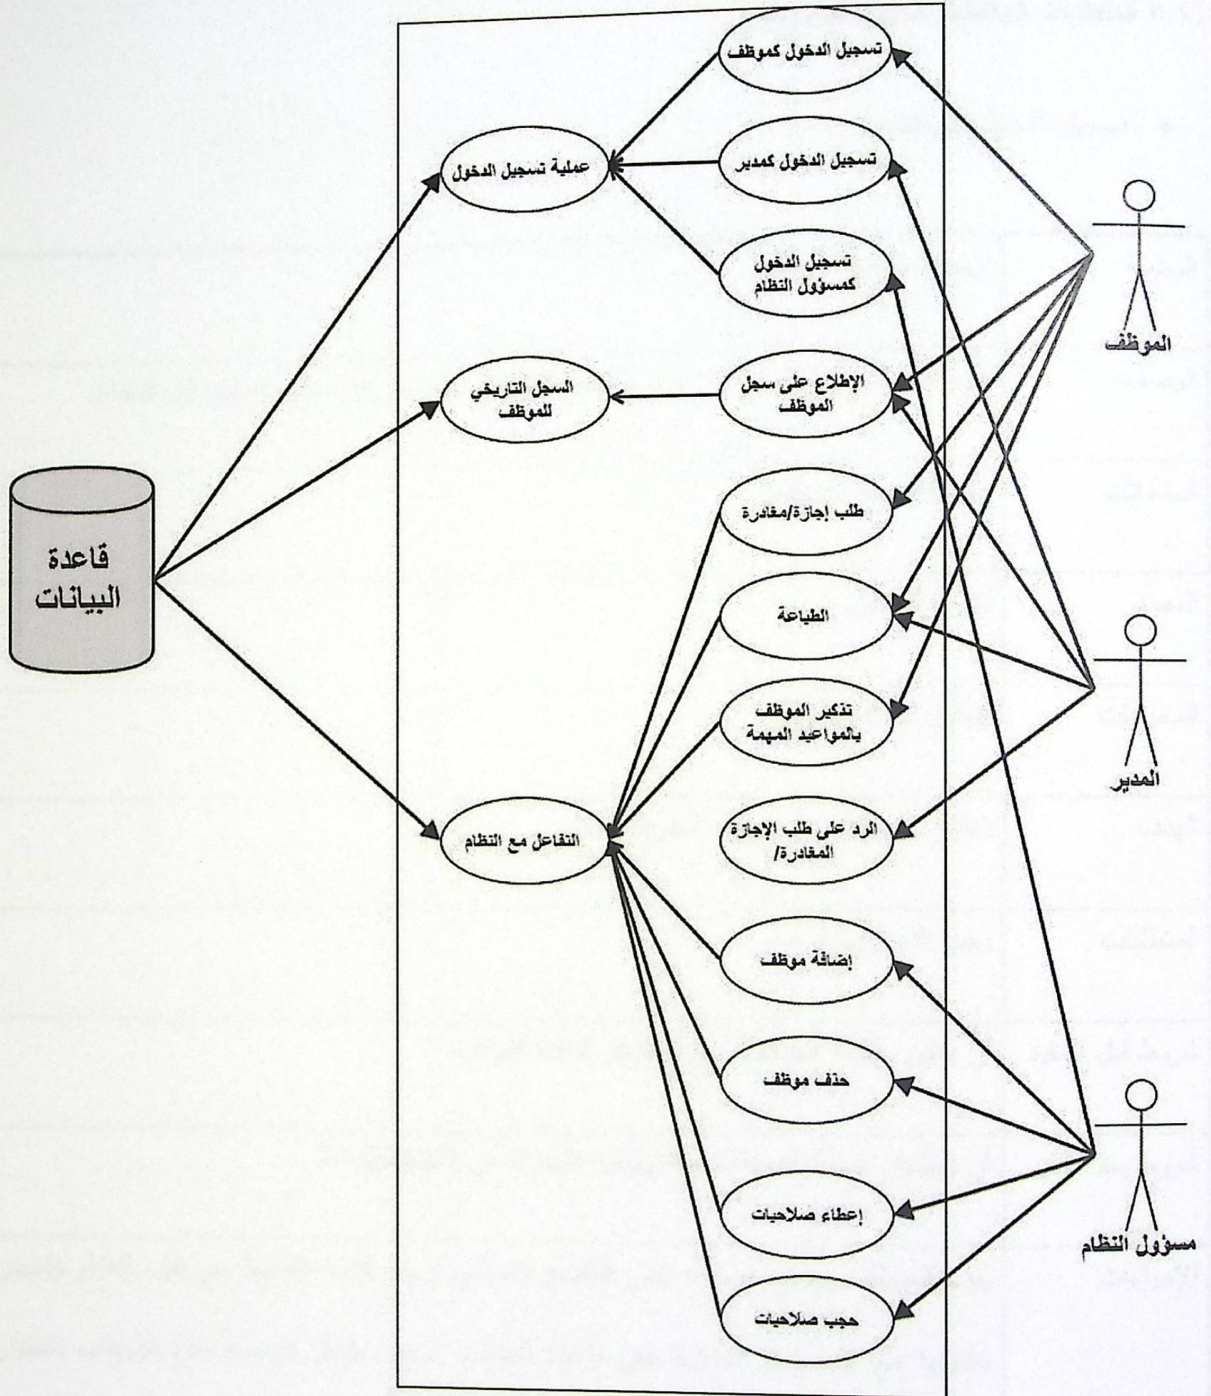 تسجيل الدخول كموظف
تسجيل الدخول كمدير
عملية تسجيل الدخول
تسجيل الدخول
كمسؤول النظام
الموظف
الإطلاع على سجل
الموظف
السجل التاريخي
للموظف
طلب إجازة/مغادرة
قاعدة
البيانات
الطباعة
تذكير الموظف
بالمواعيد المهمة
المدير
الرد على طلب الإجازة
/المغادرة
التفاعل مع النظام
إضافة موظف
حذف موظف
إعطاء صلاحيات
مسؤول النظام
حجب صلاحيات